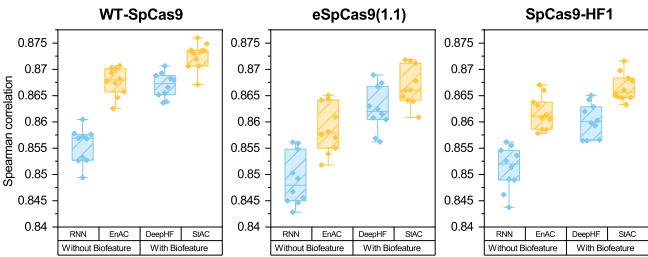 WT-SpCas9
eSpCas9(1.1)
SpCas9-HF1
Spearman correlation
0.875
0.87
0.865
0.86
0.855
0.85
0.845
0.84
RNN EnAC DeepHF StAC
Without Biofeature With Biofeature
0.875
0.87
0.865
0.86
0.855
0.85
0.845
0.84
RNN EnAC DeepHF StAC
Without Biofeature With Biofeature
0.875
0.87
0.865
0.86
0.855
0.85
0.845
0.84
RNN EnAC DeepHF StAC
Without Biofeature With Biofeature